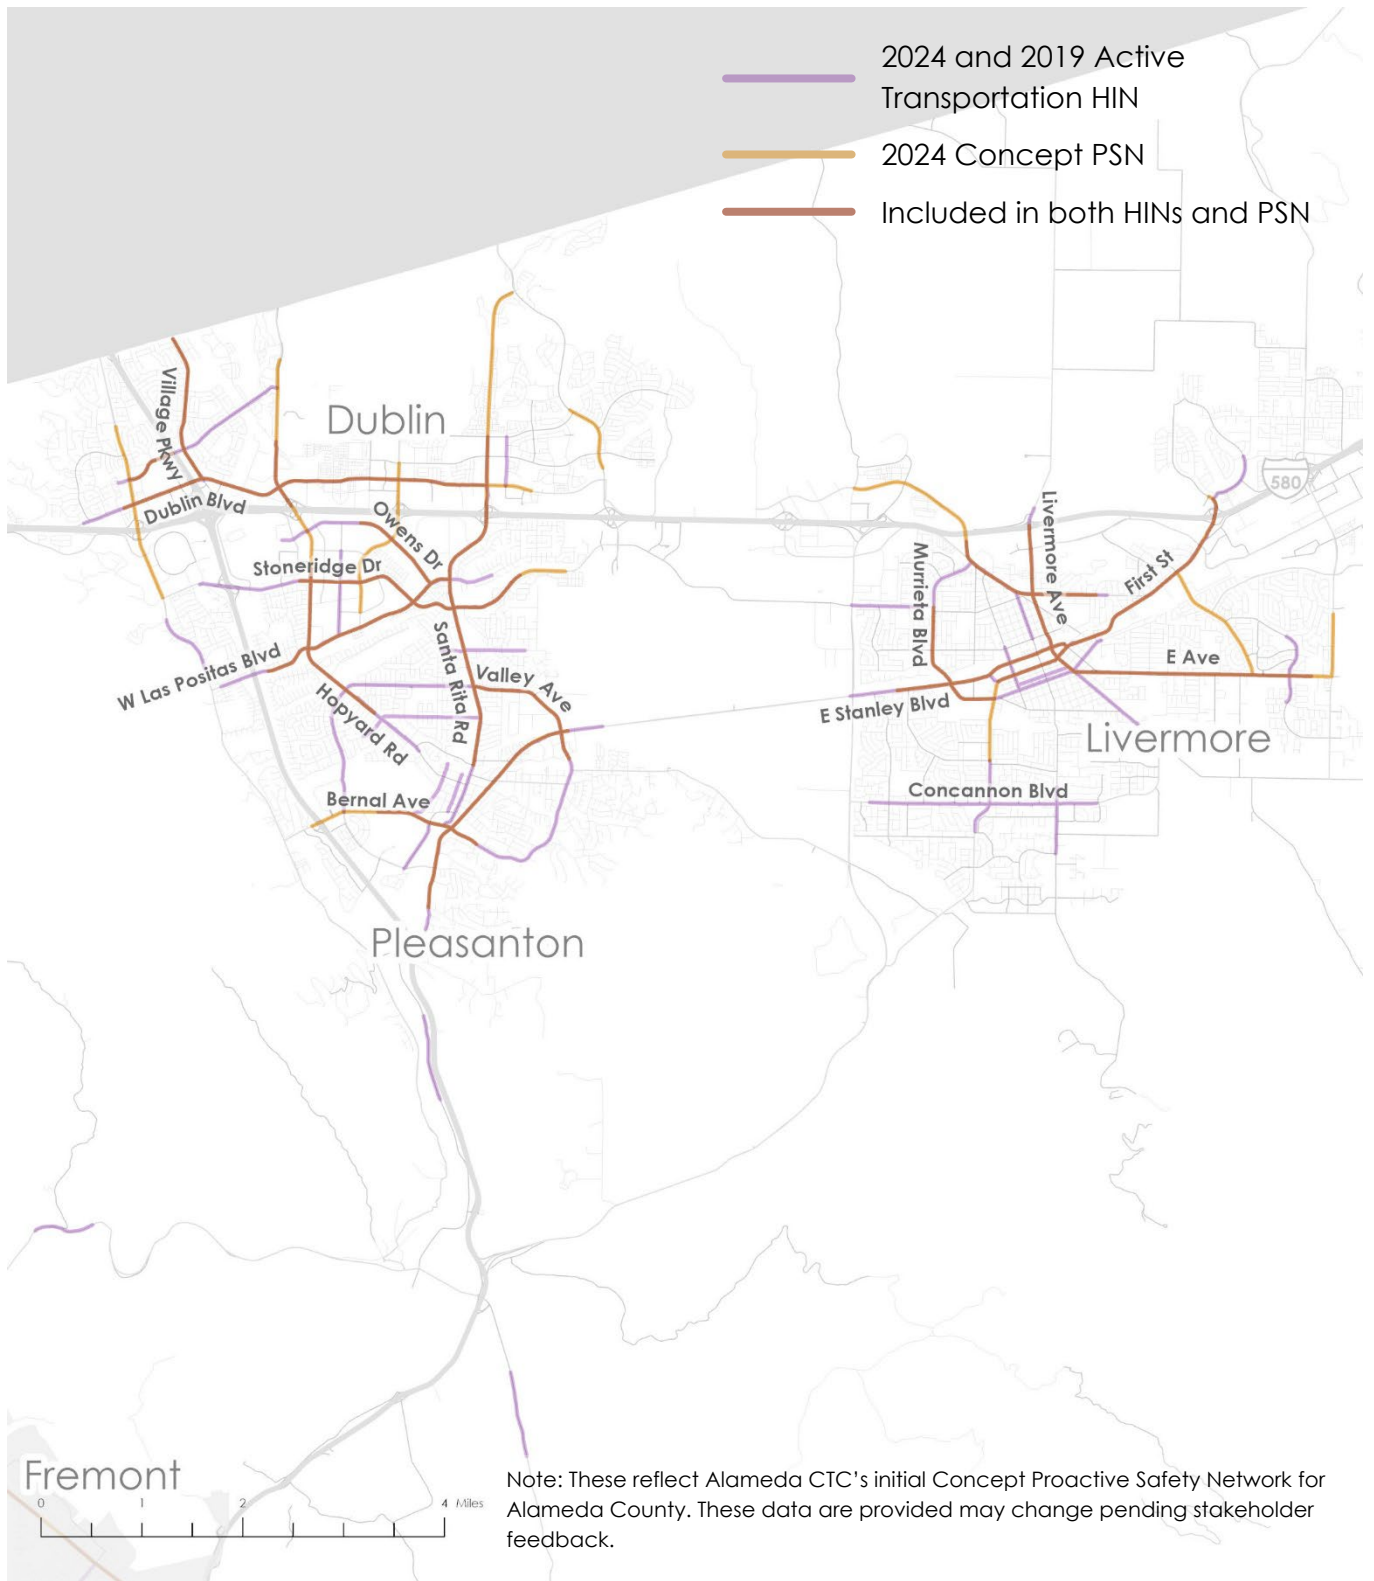 2024 and 2019 Active
Transportation HIN
2024 Concept PSN
Included in both HINs and PSN
Village Pkwy
Dublin
Dublin Blvd
Owens Dr
Stoneridge Dr
580
Livermore Ave
Murrieta Blvd
First St
W Las Positas Blvd
Santa Rita Rd
Valley Ave
E Ave
Hopyard Rd
E Stanley Blvd
Livermore
Bernal Ave
Concannon Blvd
Pleasanton
Fremont
0 1 2 4 Miles
Note: These reflect Alameda CTC's initial Concept Proactive Safety Network for
Alameda County. These data are provided may change pending stakeholder
feedback.